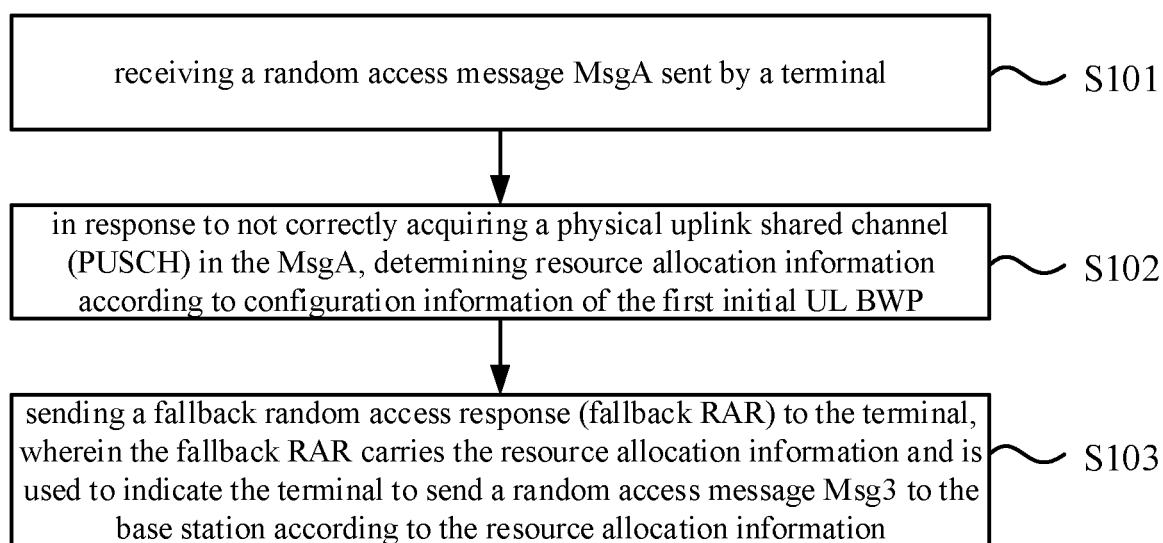 receiving a random access message MsgA sent by a terminal
S101
in response to not correctly acquiring a physical uplink shared channel
(PUSCH) in the MsgA, determining resource allocation information
according to configuration information of the first initial UL BWP
S102
sending a fallback random access response (fallback RAR) to the terminal,
wherein the fallback RAR carries the resource allocation information and is
used to indicate the terminal to send a random access message Msg3 to the
base station according to the resource allocation information
S103